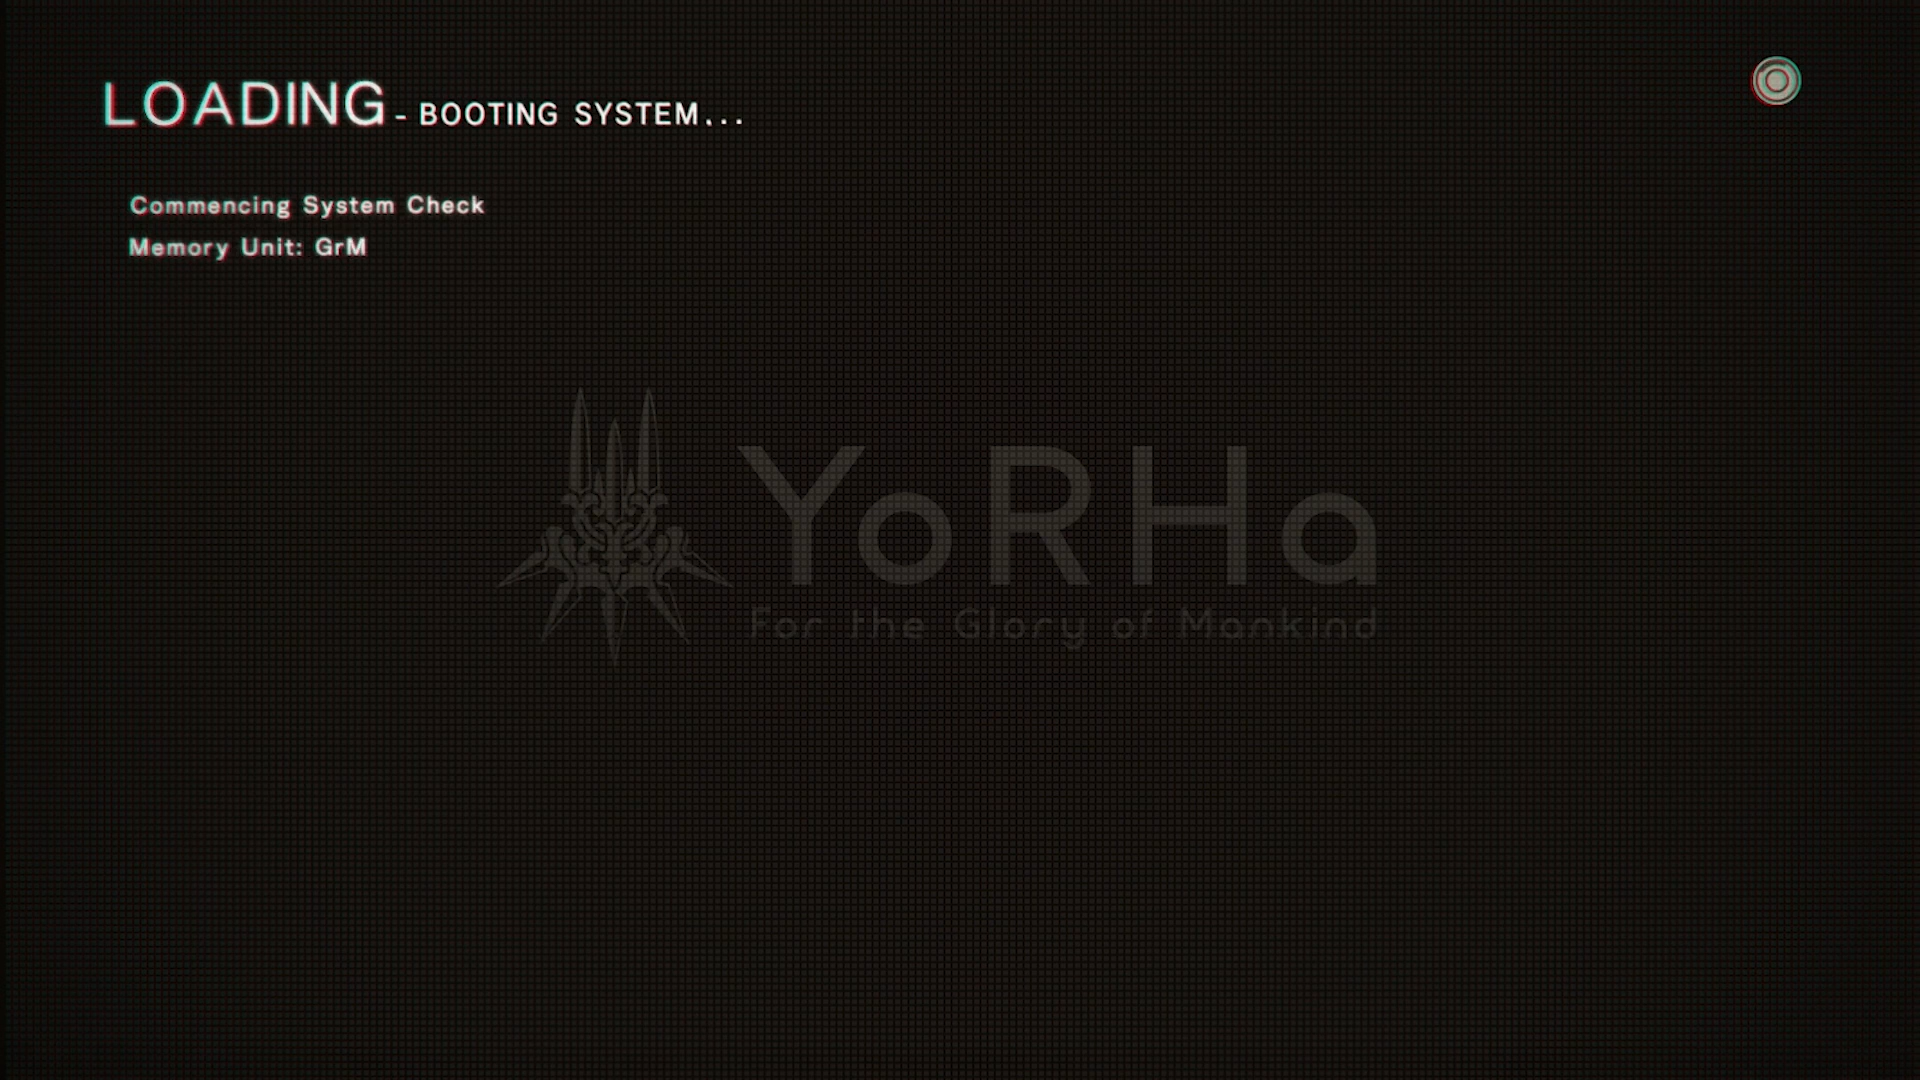 LOADING - BOOTING SYSTEM...
Commencing System Check
Memory Unit: GrM
YoRHa
For the Glory of Mankind